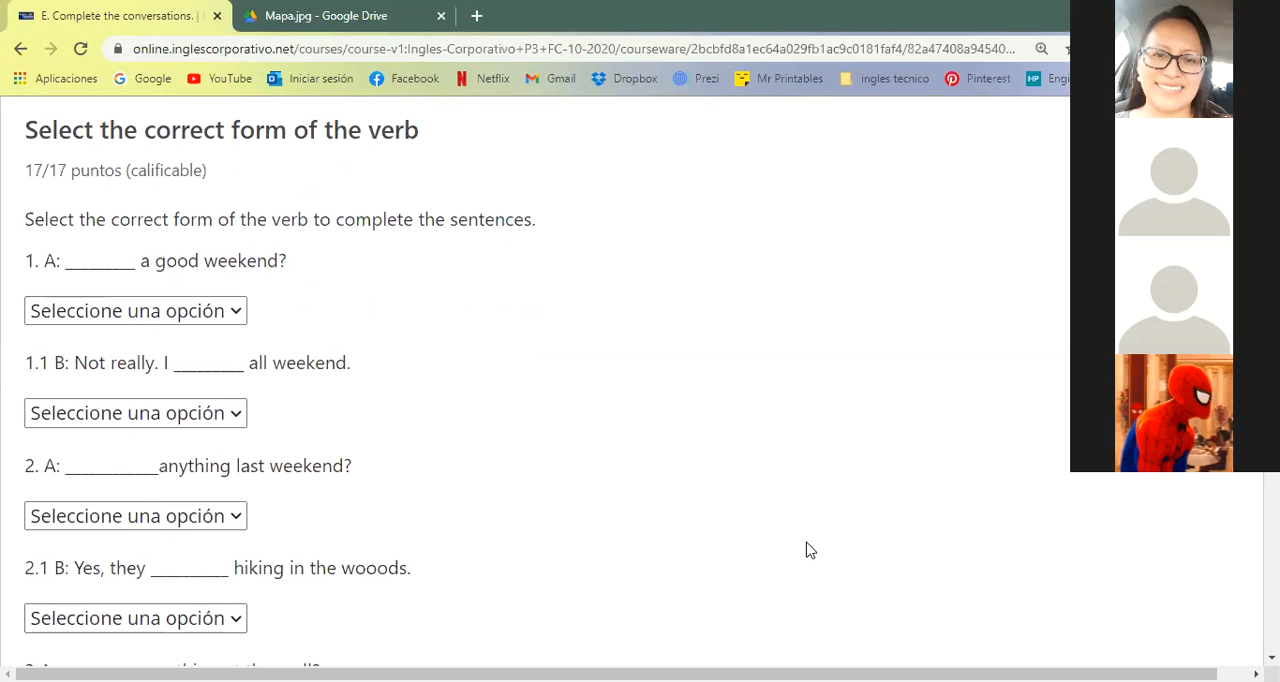 E. Complete the conversations. |
Mapa.jpg - Google Drive
online.inglescorporativo.net/courses/course-v1:Ingles-Corporativo+P3+FC-10-2020/courseware/2bcbfd8a1ec64a029fb1ac9c0181faf4/82a47408a94540...
Aplicaciones Google YouTube Iniciar sesión Facebook Netflix Gmail Dropbox Prezi Mr Printables ingles tecnico Pinterest HP Engi
Select the correct form of the verb
17/17 puntos (calificable)
Select the correct form of the verb to complete the sentences.
1. A: ________ a good weekend?
Seleccione una opción
1.1 B: Not really. I ________ all weekend.
Seleccione una opción
2. A: ___________anything last weekend?
Seleccione una opción
2.1 B: Yes, they _________ hiking in the wooods.
Seleccione una opción